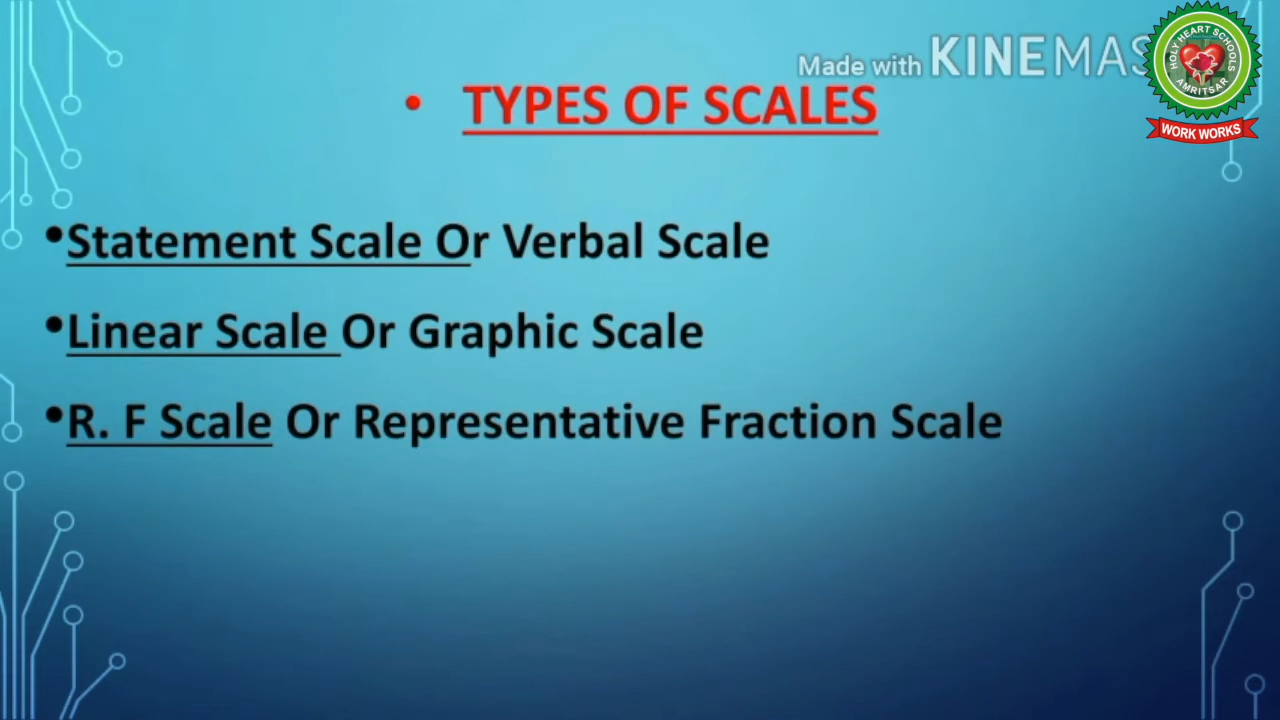 Made with KINEMAS
HOLY HEART SCHOOLS
AMRITSAR
WORK WORKS
• TYPES OF SCALES
•Statement Scale Or Verbal Scale
•Linear Scale Or Graphic Scale
•R. F Scale Or Representative Fraction Scale